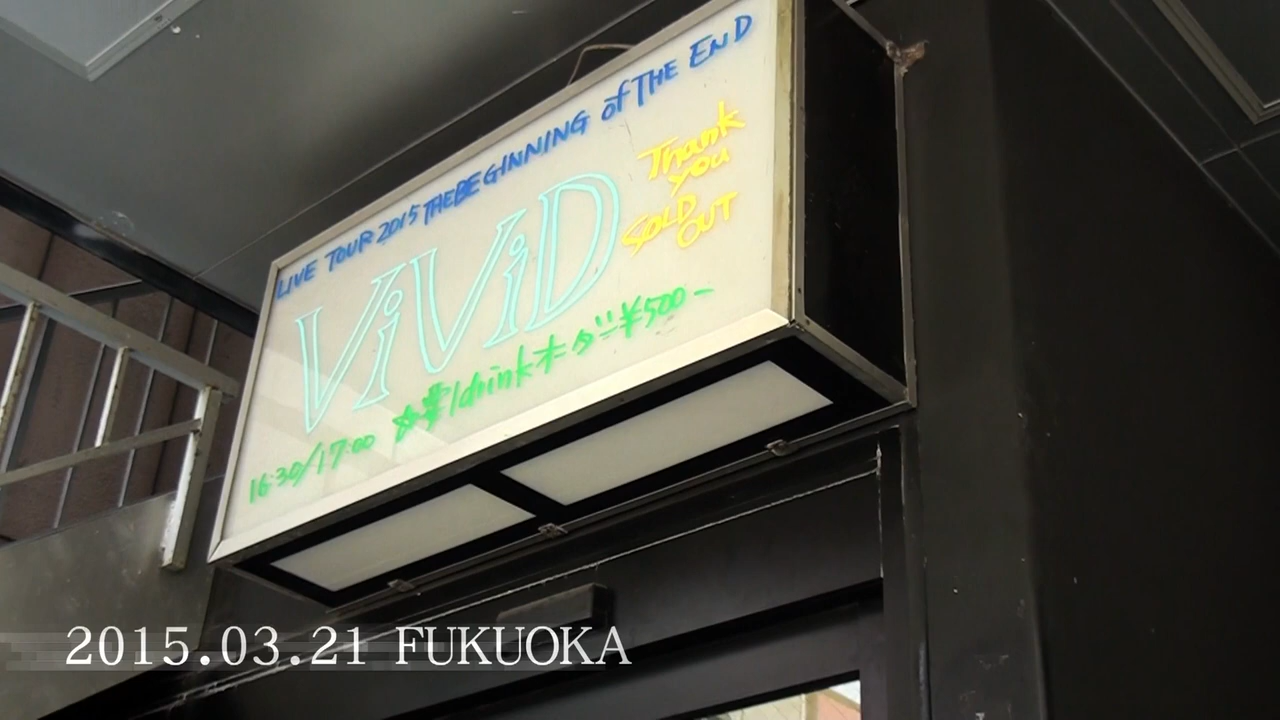 LIVE TOUR 2015 THE BEGINNING of THE END
Thank
you
SOLD
OUT
ViViD
16:30/17:00 ☆要/drink代 ¥500-
2015.03.21 FUKUOKA